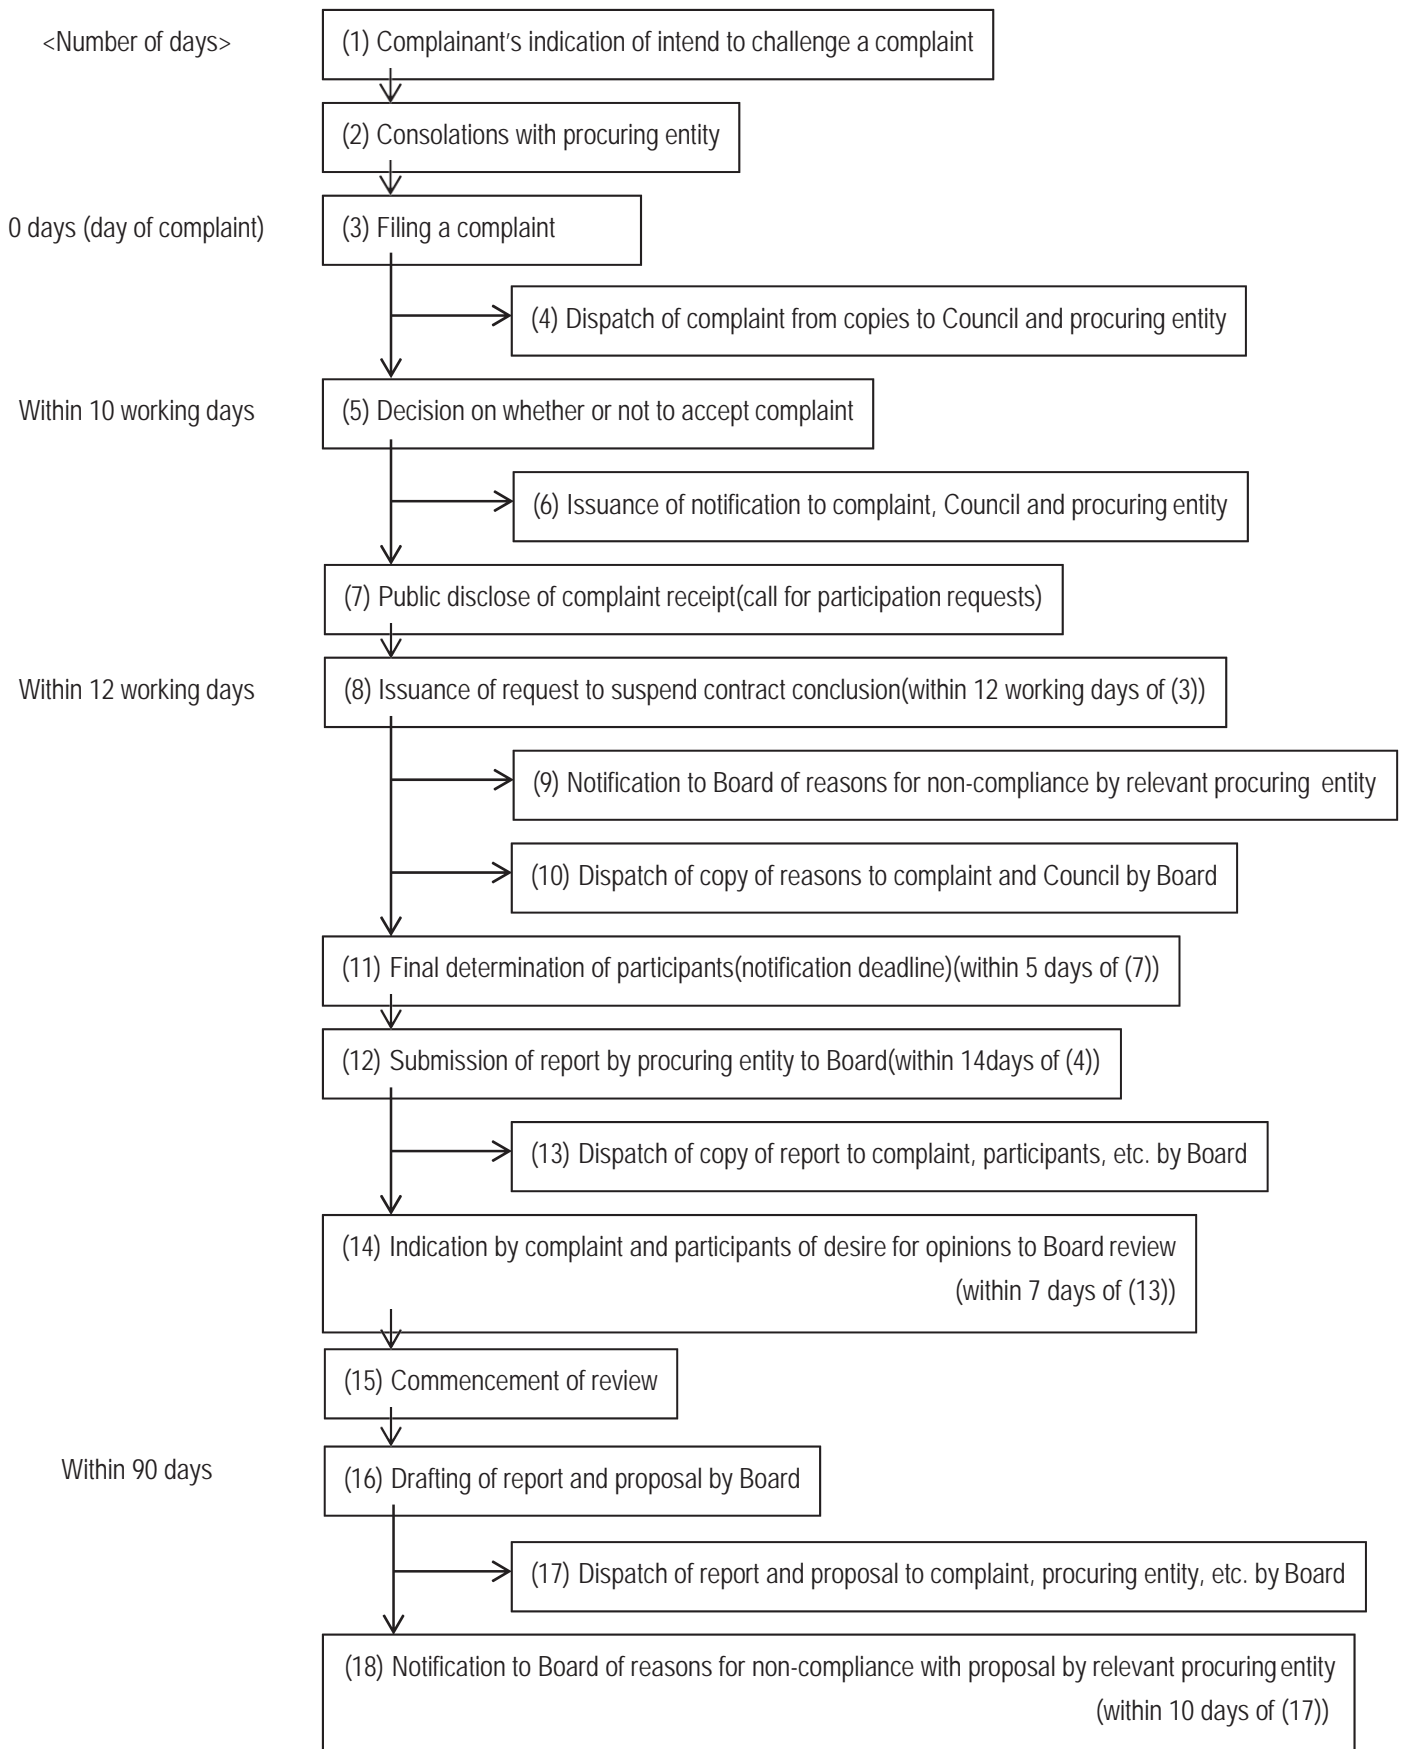 <Number of days>
(1) Complainant's indication of intend to challenge a complaint
(2) Consolations with procuring entity
0 days (day of complaint)
(3) Filing a complaint
(4) Dispatch of complaint from copies to Council and procuring entity
Within 10 working days
(5) Decision on whether or not to accept complaint
(6) Issuance of notification to complaint, Council and procuring entity
(7) Public disclose of complaint receipt(call for participation requests)
Within 12 working days
(8) Issuance of request to suspend contract conclusion(within 12 working days of (3))
(9) Notification to Board of reasons for non-compliance by relevant procuring entity
(10) Dispatch of copy of reasons to complaint and Council by Board
(11) Final determination of participants(notification deadline)(within 5 days of (7))
(12) Submission of report by procuring entity to Board(within 14days of (4))
(13) Dispatch of copy of report to complaint, participants, etc. by Board
(14) Indication by complaint and participants of desire for opinions to Board review
(within 7 days of (13))
(15) Commencement of review
Within 90 days
(16) Drafting of report and proposal by Board
(17) Dispatch of report and proposal to complaint, procuring entity, etc. by Board
(18) Notification to Board of reasons for non-compliance with proposal by relevant procuring entity
(within 10 days of (17))